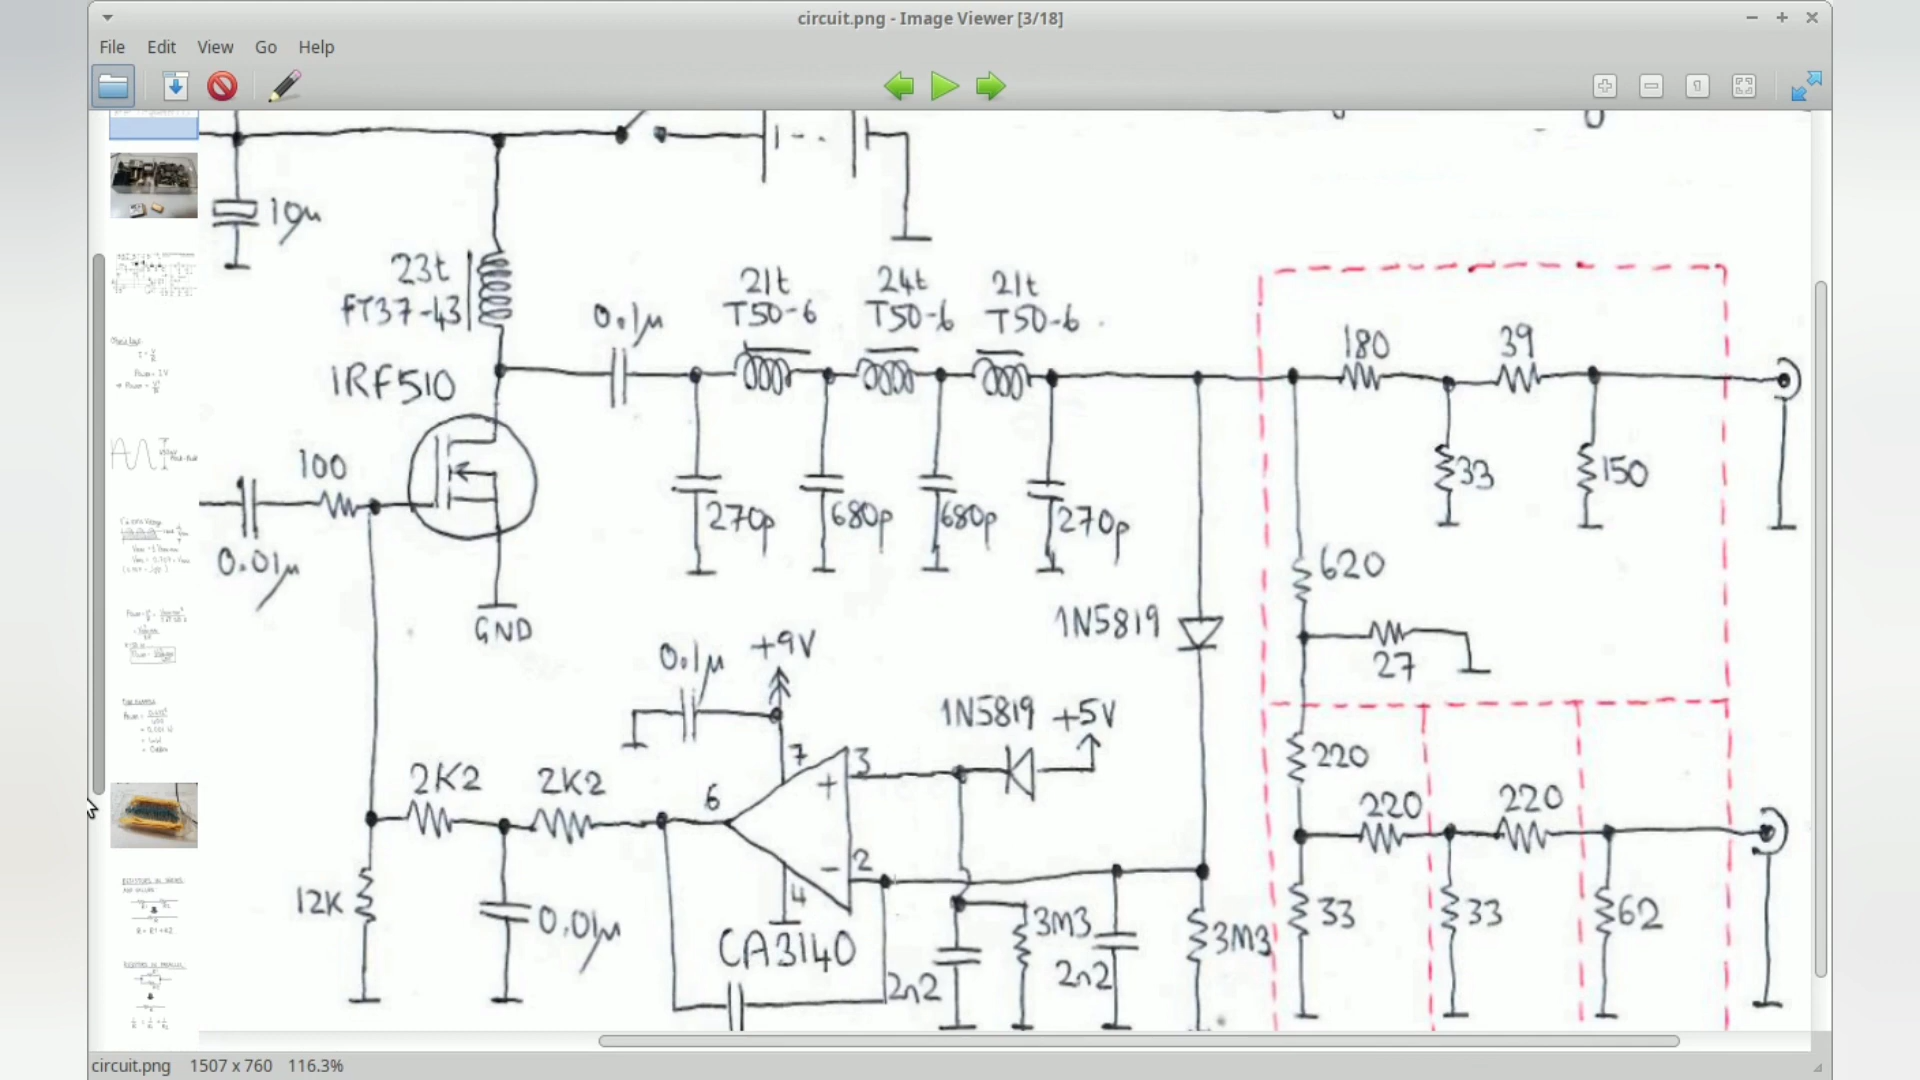 circuit.png - Image Viewer [3/18]
File Edit View Go Help
10µ
23t
FT37-43
0.1µ
21t
T50-6
24t
T50-6
21t
T50-6
180
39
IRF510
100
0.01µ
270p
680p
680p
270p
33
150
GND
620
1N5819
27
0.1µ
+9V
1N5819
+5V
220
2K2
2K2
6
7
3
+
220
220
2
-
4
12K
0.01µ
CA3140
2n2
3M3
2n2
3M3
33
33
62
circuit.png 1507 x 760 116.3%